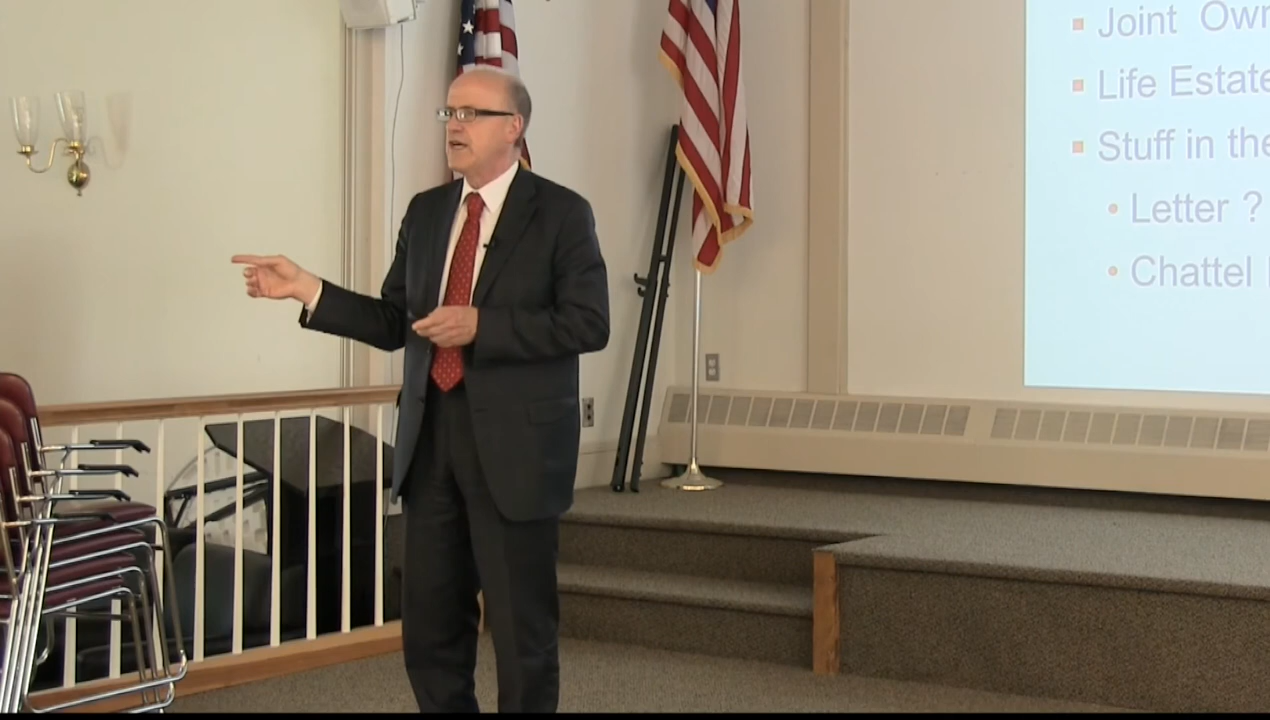 Joint Own
Life Estate
Stuff in the
Letter ?
Chattel